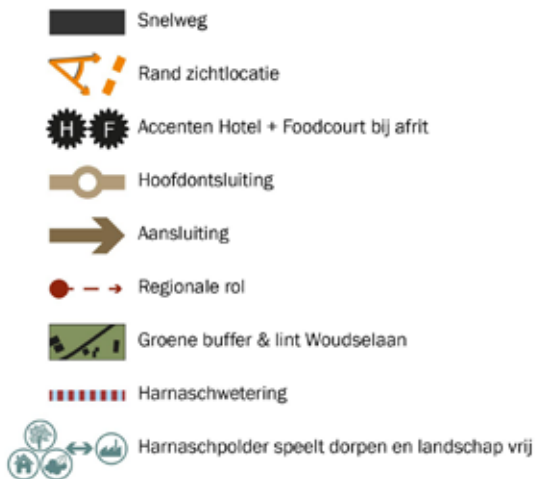 Snelweg
Rand zichtlocatie
H F Accenten Hotel + Foodcourt bij afrit
Hoofdontsluiting
Aansluiting
Regionale rol
Groene buffer & lint Woudselaan
Harnaschwetering
Harnaschpolder speelt dorpen en landschap vrij